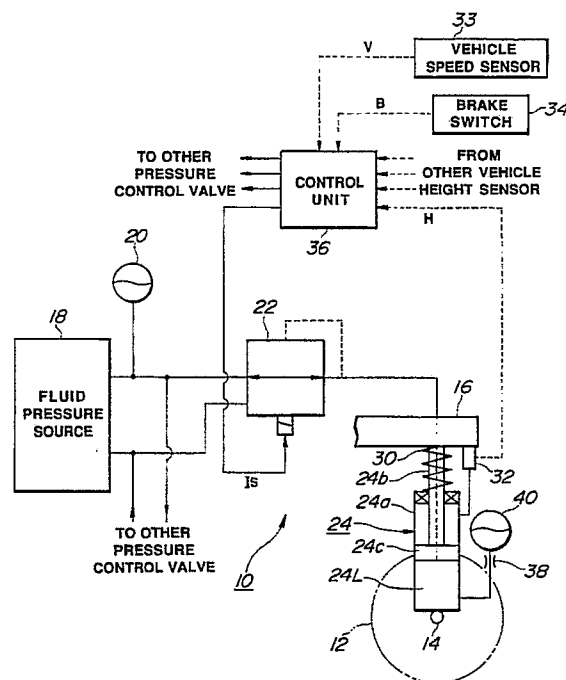 33
VEHICLE
SPEED SENSOR
V
BRAKE
SWITCH
34
B
TO OTHER
PRESSURE
CONTROL VALVE
CONTROL
UNIT
36
FROM
OTHER VEHICLE
HEIGHT SENSOR
H
20
18
FLUID
PRESSURE
SOURCE
22
16
30
24b
32
24a
40
24
24c
38
24L
Is
TO OTHER
PRESSURE
CONTROL VALVE
10
12
14